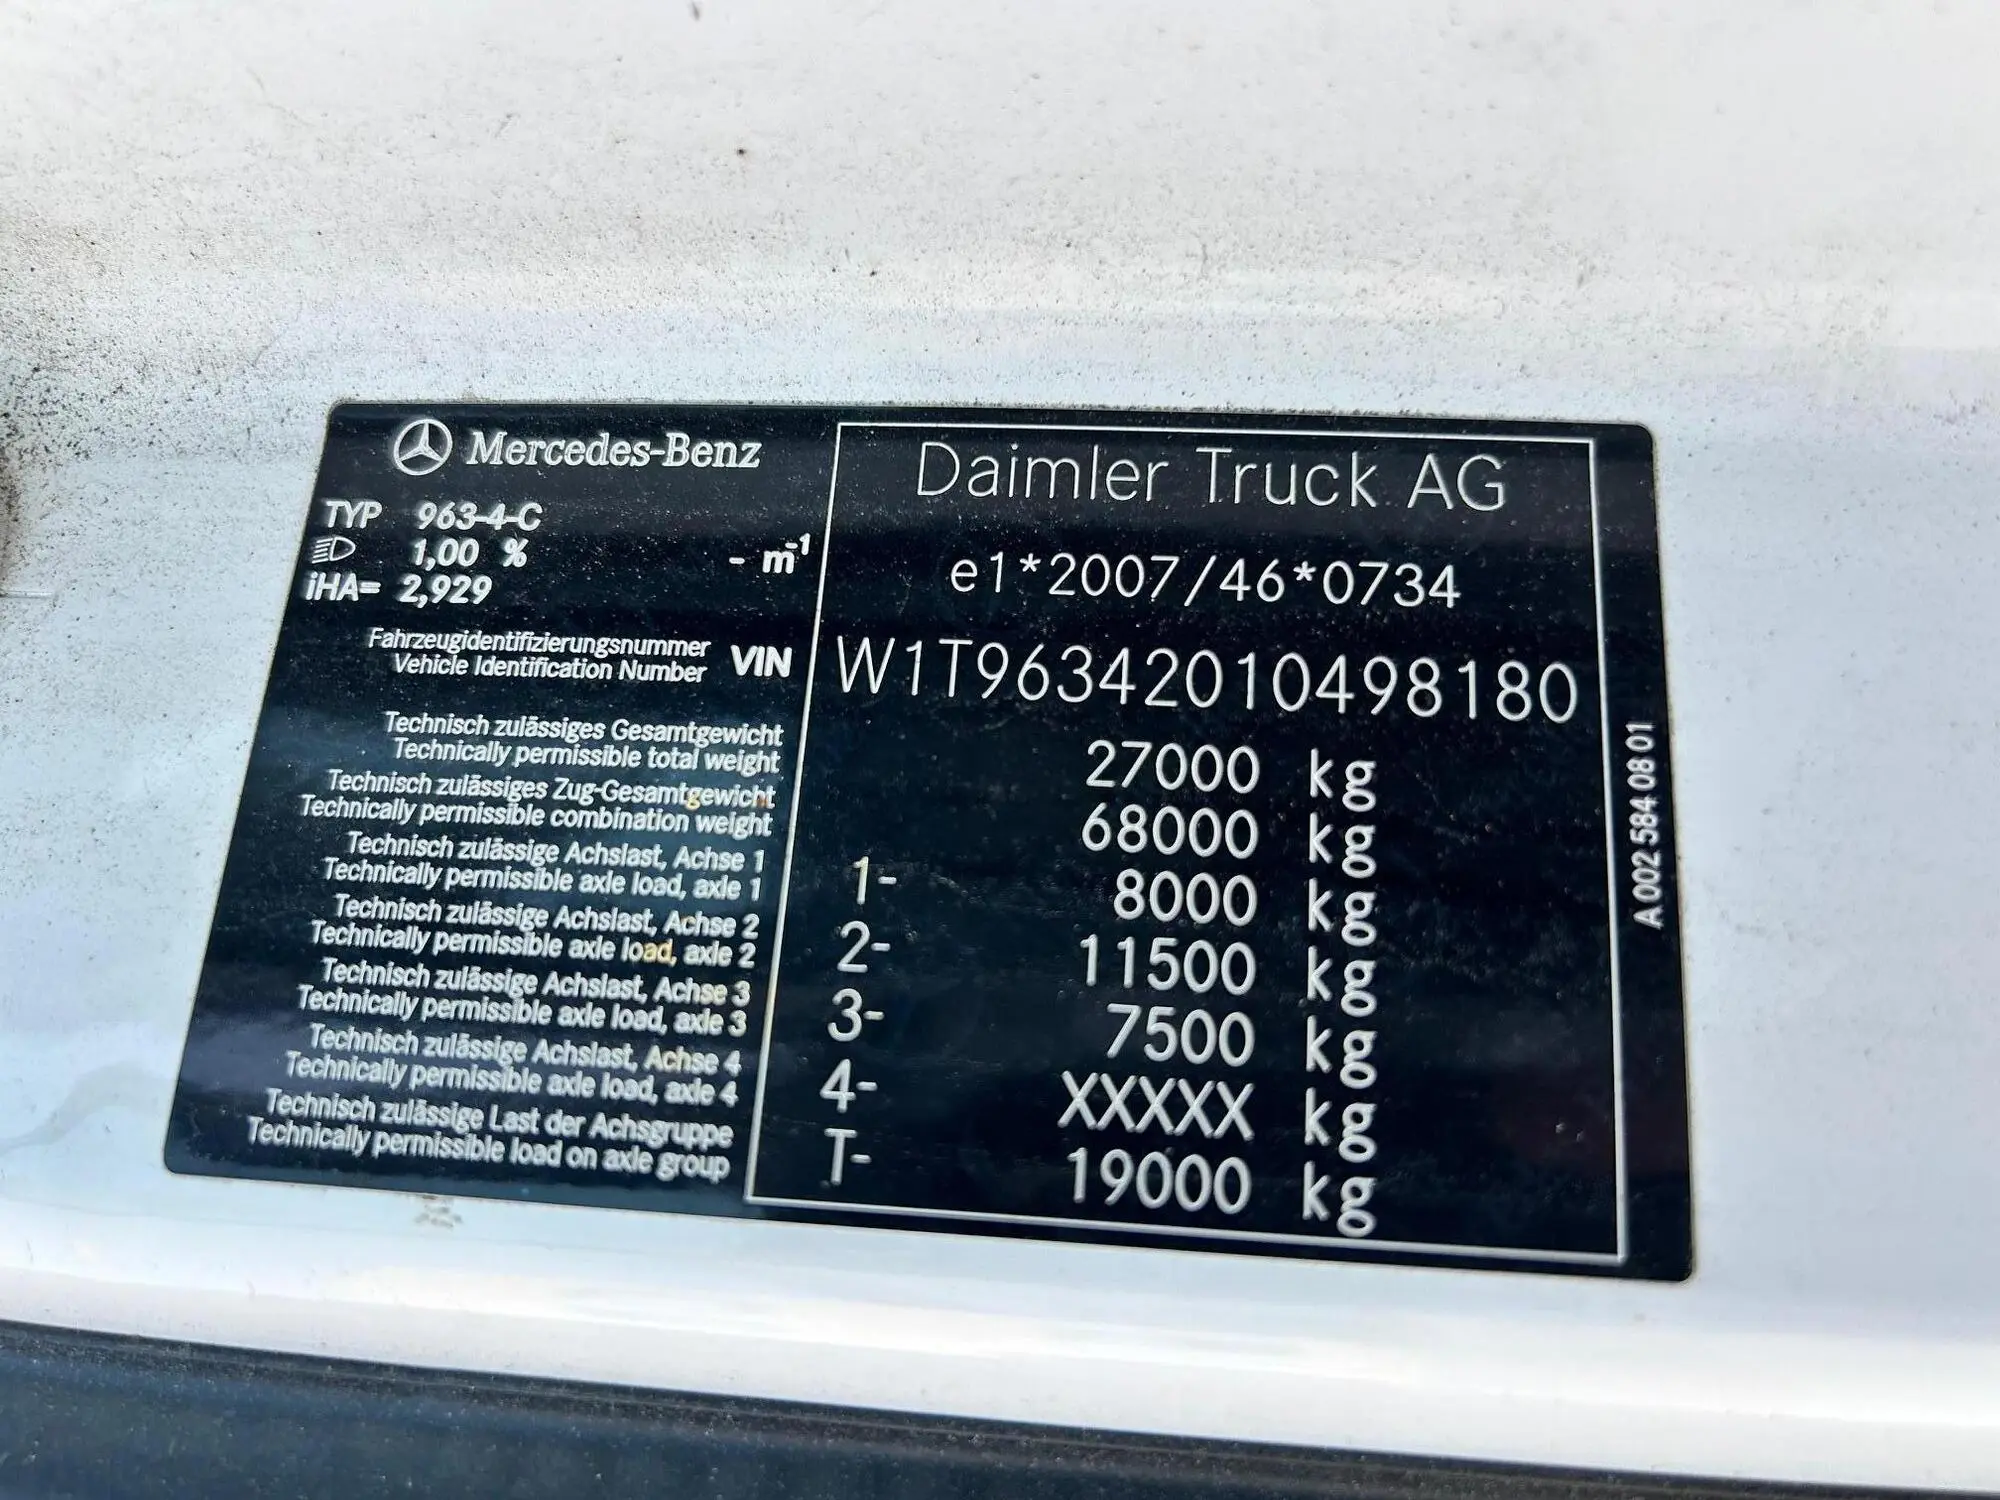 Mercedes-Benz
TYP 963-4-C
1,00 % - m-1
iHA= 2,929
Daimler Truck AG
e1*2007/46*0734
Fahrzeugidentifizierungsnummer
Vehicle Identification Number
VIN W1T96342010498180
Technisch zulässiges Gesamtgewicht
Technically permissible total weight
27000 kg
Technisch zulässiges Zug-Gesamtgewicht
Technically permissible combination weight
68000 kg
Technisch zulässige Achslast, Achse 1
Technically permissible axle load, axle 1
1- 8000 kg
Technisch zulässige Achslast, Achse 2
Technically permissible axle load, axle 2
2- 11500 kg
Technisch zulässige Achslast, Achse 3
Technically permissible axle load, axle 3
3- 7500 kg
Technisch zulässige Achslast, Achse 4
Technically permissible axle load, axle 4
4- XXXXX kg
Technisch zulässige Last der Achsgruppe
Technically permissible load on axle group
T- 19000 kg
A 002 584 08 01